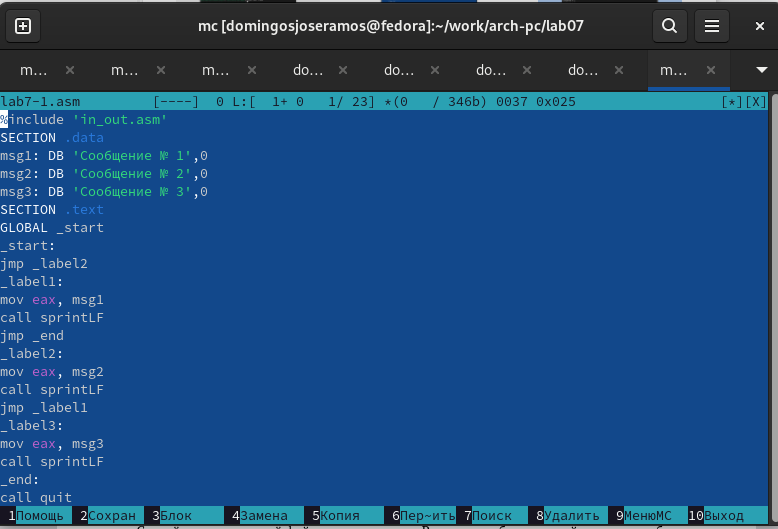 mc [domingosjoseramos@fedora]:~/work/arch-pc/lab07
m... m... m... do... do... do... do... m...
lab7-1.asm [----] 0 L:[ 1+ 0 1/ 23] *(0 / 346b) 0037 0x025 [*][X]
%include 'in_out.asm'
SECTION .data
msg1: DB 'Сообщение № 1',0
msg2: DB 'Сообщение № 2',0
msg3: DB 'Сообщение № 3',0
SECTION .text
GLOBAL _start
_start:
jmp _label2
_label1:
mov eax, msg1
call sprintLF
jmp _end
_label2:
mov eax, msg2
call sprintLF
jmp _label1
_label3:
mov eax, msg3
call sprintLF
_end:
call quit
1Помощь 2Сохран 3Блок 4Замена 5Копия 6Пер~ить 7Поиск 8Удалить 9МенюMC 10Выход